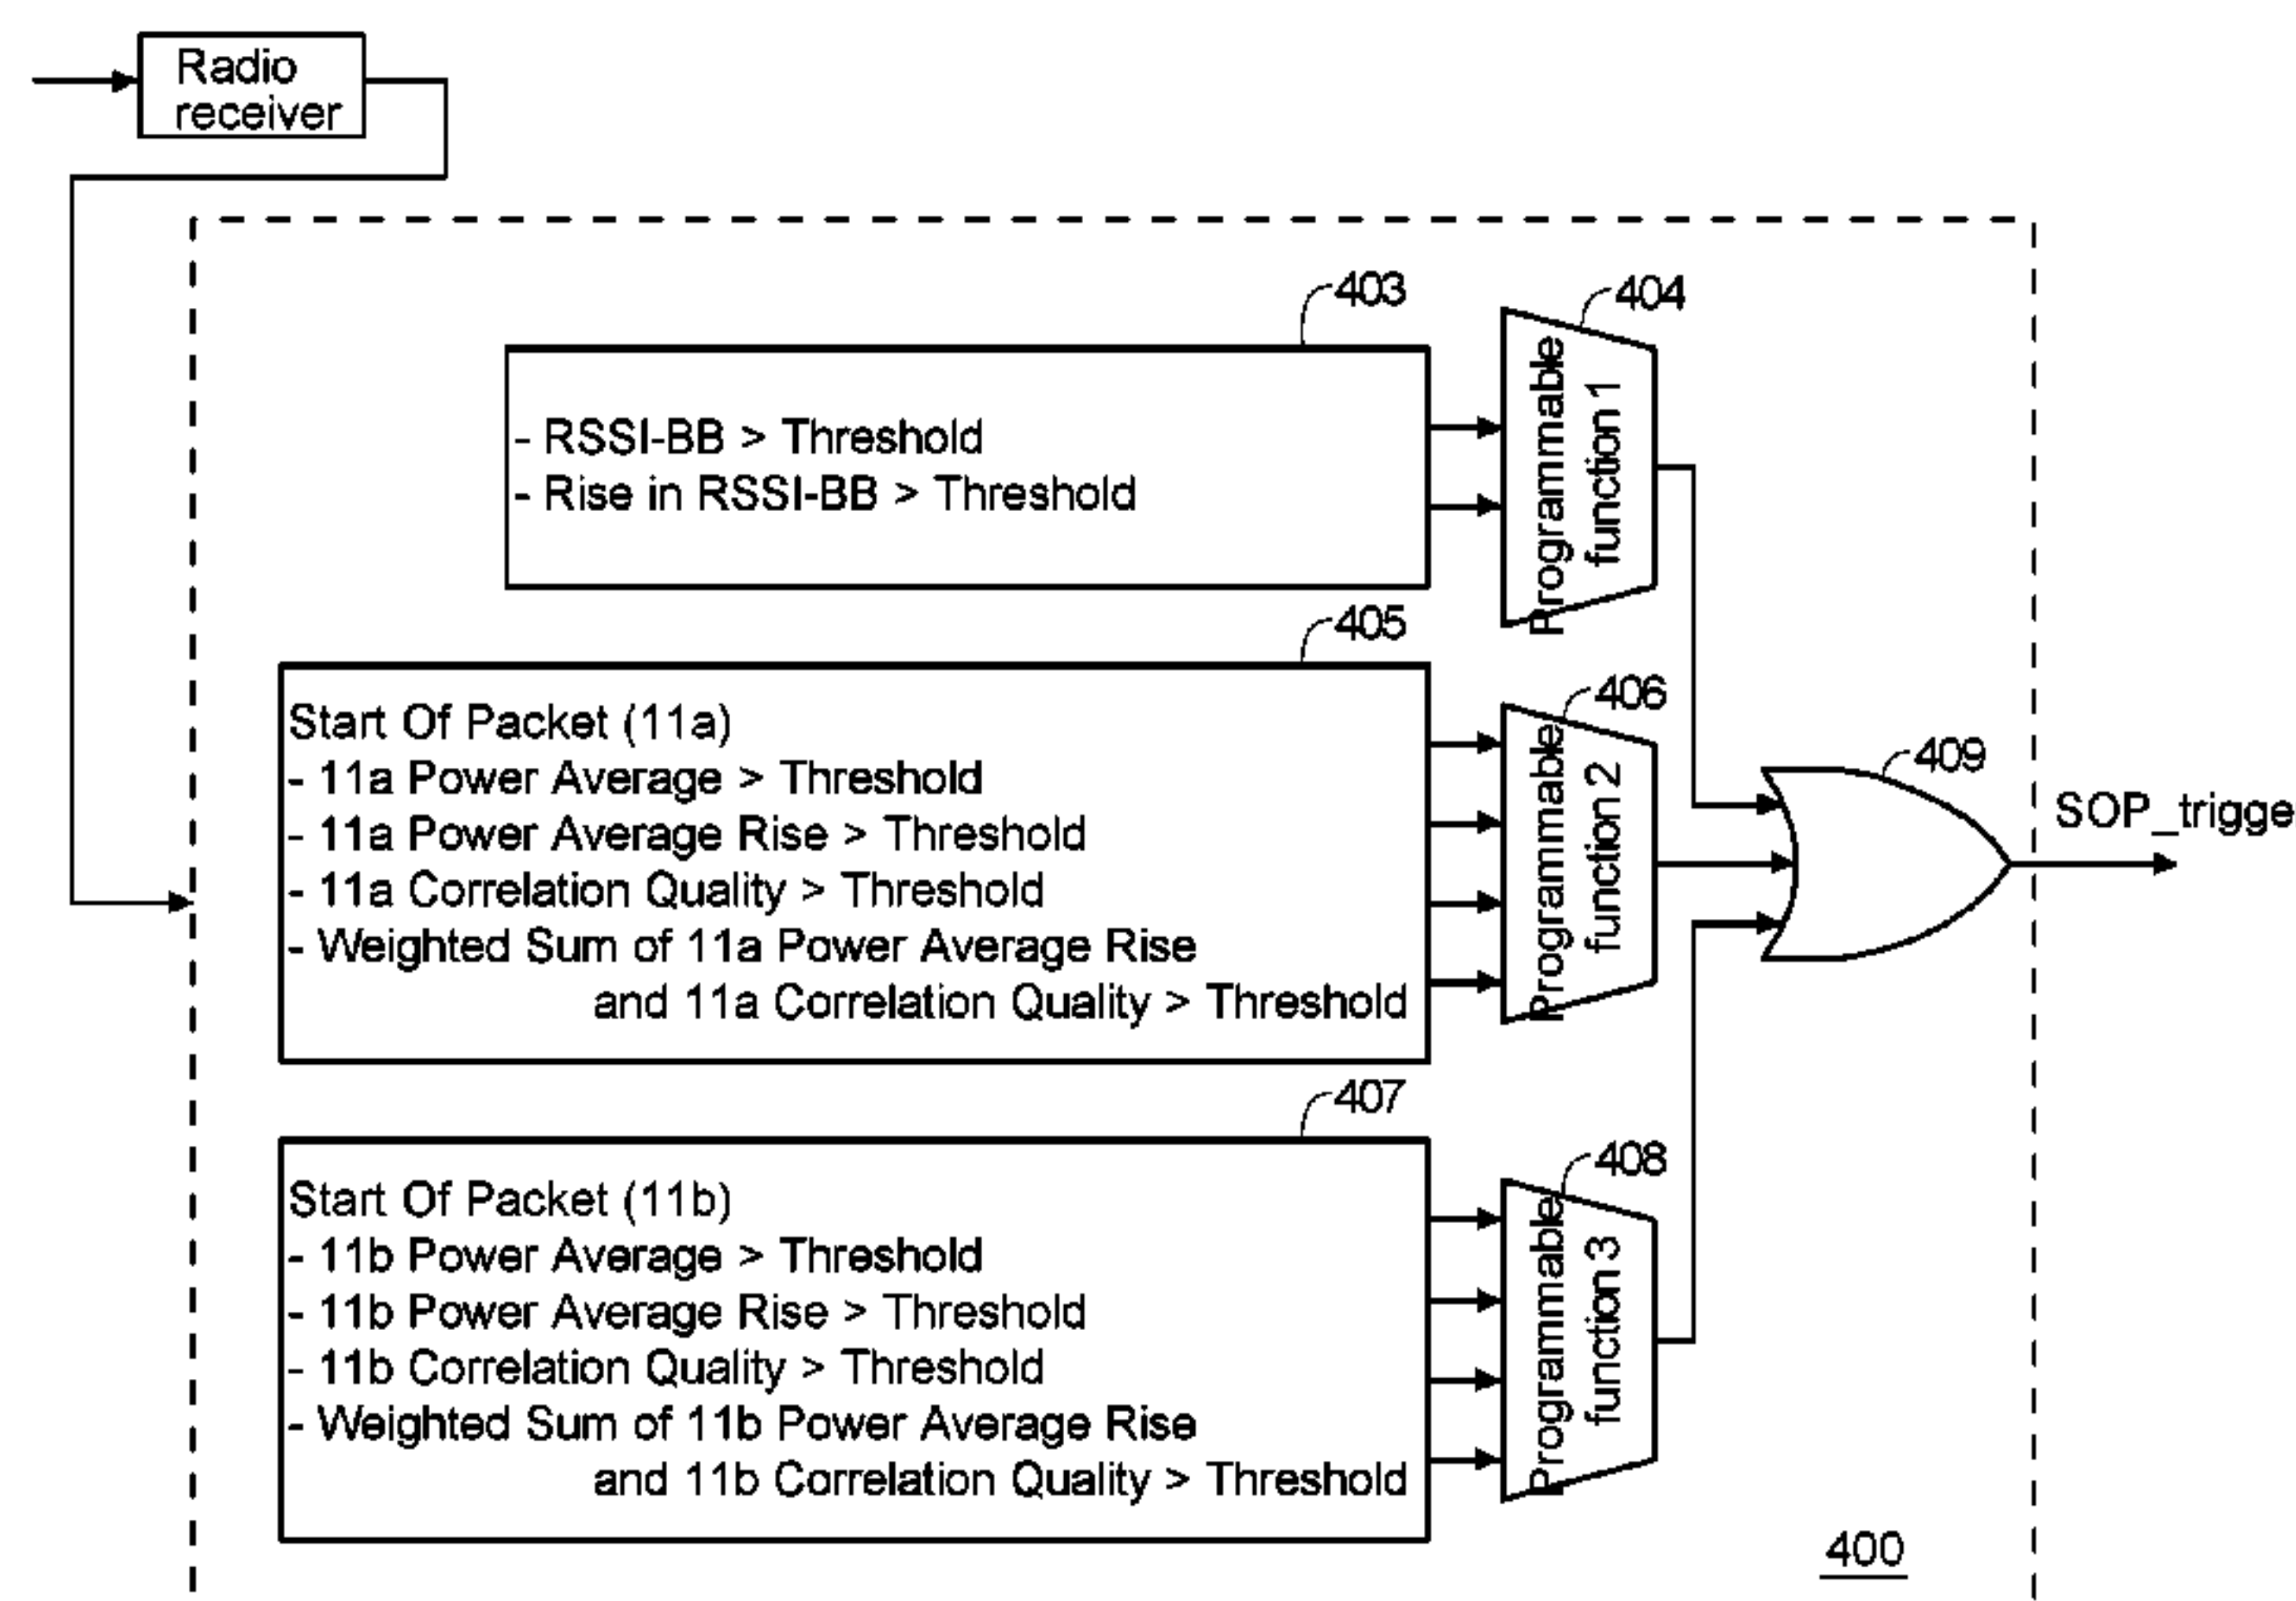 Radio
receiver
403
404
- RSSI-BB > Threshold
- Rise in RSSI-BB > Threshold
Programmable
function 1
405
406
Start Of Packet (11a)
- 11a Power Average > Threshold
- 11a Power Average Rise > Threshold
- 11a Correlation Quality > Threshold
- Weighted Sum of 11a Power Average Rise
and 11a Correlation Quality > Threshold
Programmable
function 2
409
SOP_trigge
407
408
Start Of Packet (11b)
- 11b Power Average > Threshold
- 11b Power Average Rise > Threshold
- 11b Correlation Quality > Threshold
- Weighted Sum of 11b Power Average Rise
and 11b Correlation Quality > Threshold
Programmable
function 3
400